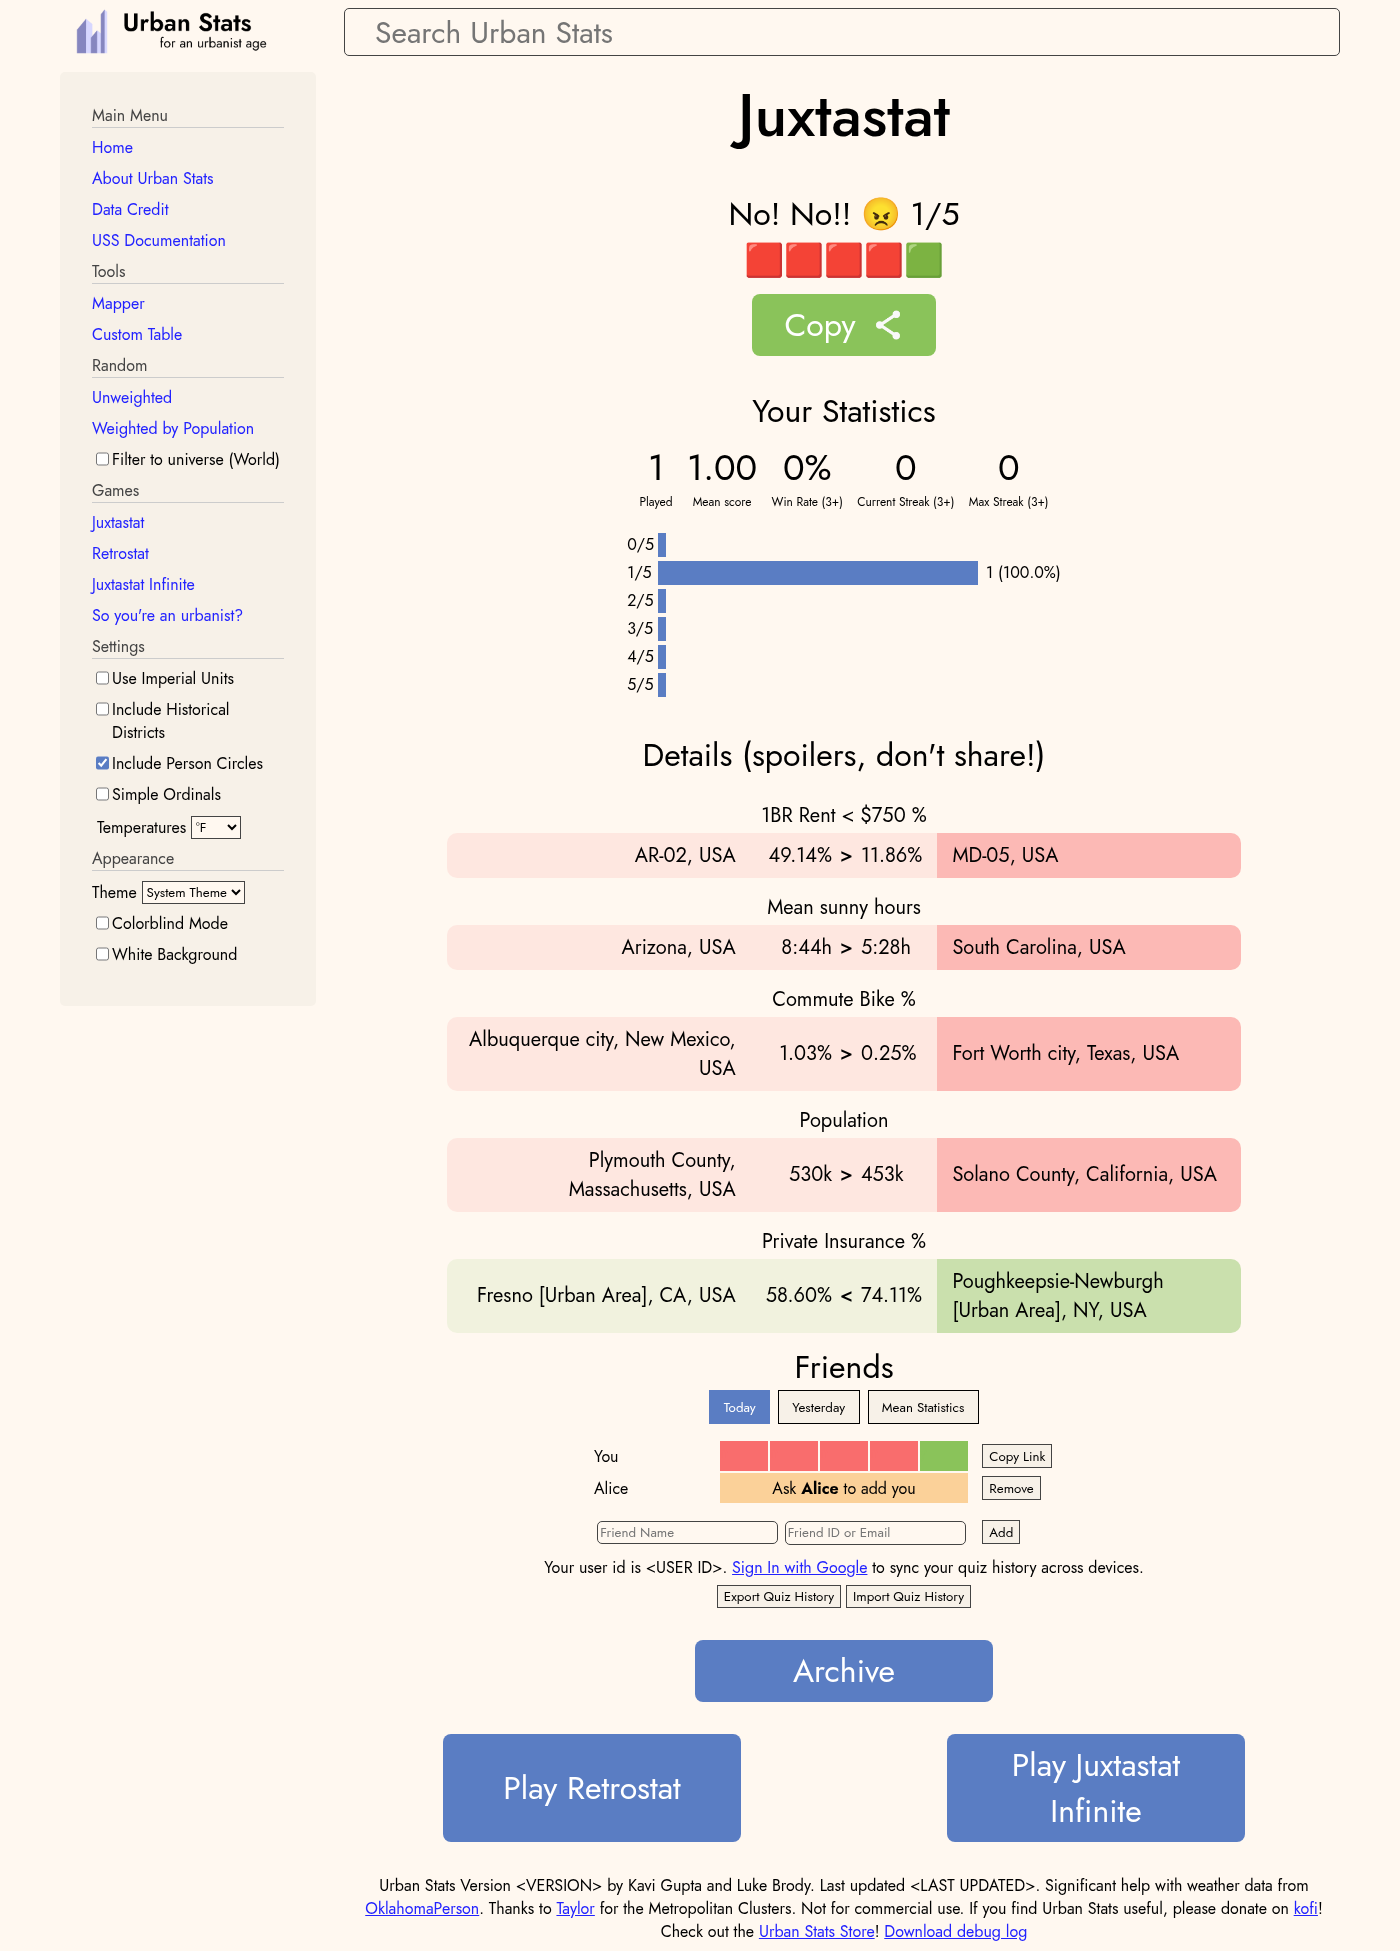 Urban Stats
for an urbanist age
Search Urban Stats
Main Menu
Home
About Urban Stats
Data Credit
USS Documentation
Tools
Mapper
Custom Table
Random
Unweighted
Weighted by Population
Filter to universe (World)
Games
Juxtastat
Retrostat
Juxtastat Infinite
So you're an urbanist?
Settings
Use Imperial Units
Include Historical
Districts
Include Person Circles
Simple Ordinals
Temperatures °F
Appearance
Theme System Theme
Colorblind Mode
White Background
Juxtastat
No! No!! 😠 1/5
Copy
Your Statistics
1 1.00 0% 0 0
Played Mean score Win Rate (3+) Current Streak (3+) Max Streak (3+)
0/5
1/5 1 (100.0%)
2/5
3/5
4/5
5/5
Details (spoilers, don't share!)
1BR Rent < $750 %
AR-02, USA 49.14% > 11.86% MD-05, USA
Mean sunny hours
Arizona, USA 8:44h > 5:28h South Carolina, USA
Commute Bike %
Albuquerque city, New Mexico,
USA 1.03% > 0.25% Fort Worth city, Texas, USA
Population
Plymouth County,
Massachusetts, USA 530k > 453k Solano County, California, USA
Private Insurance %
Fresno [Urban Area], CA, USA 58.60% < 74.11% Poughkeepsie-Newburgh
[Urban Area], NY, USA
Friends
Today Yesterday Mean Statistics
You Copy Link
Alice Ask Alice to add you Remove
Friend Name Friend ID or Email Add
Your user id is <USER ID>. Sign In with Google to sync your quiz history across devices.
Export Quiz History Import Quiz History
Archive
Play Retrostat
Play Juxtastat
Infinite
Urban Stats Version <VERSION> by Kavi Gupta and Luke Brody. Last updated <LAST UPDATED>. Significant help with weather data from
OklahomaPerson. Thanks to Taylor for the Metropolitan Clusters. Not for commercial use. If you find Urban Stats useful, please donate on kofi!
Check out the Urban Stats Store! Download debug log